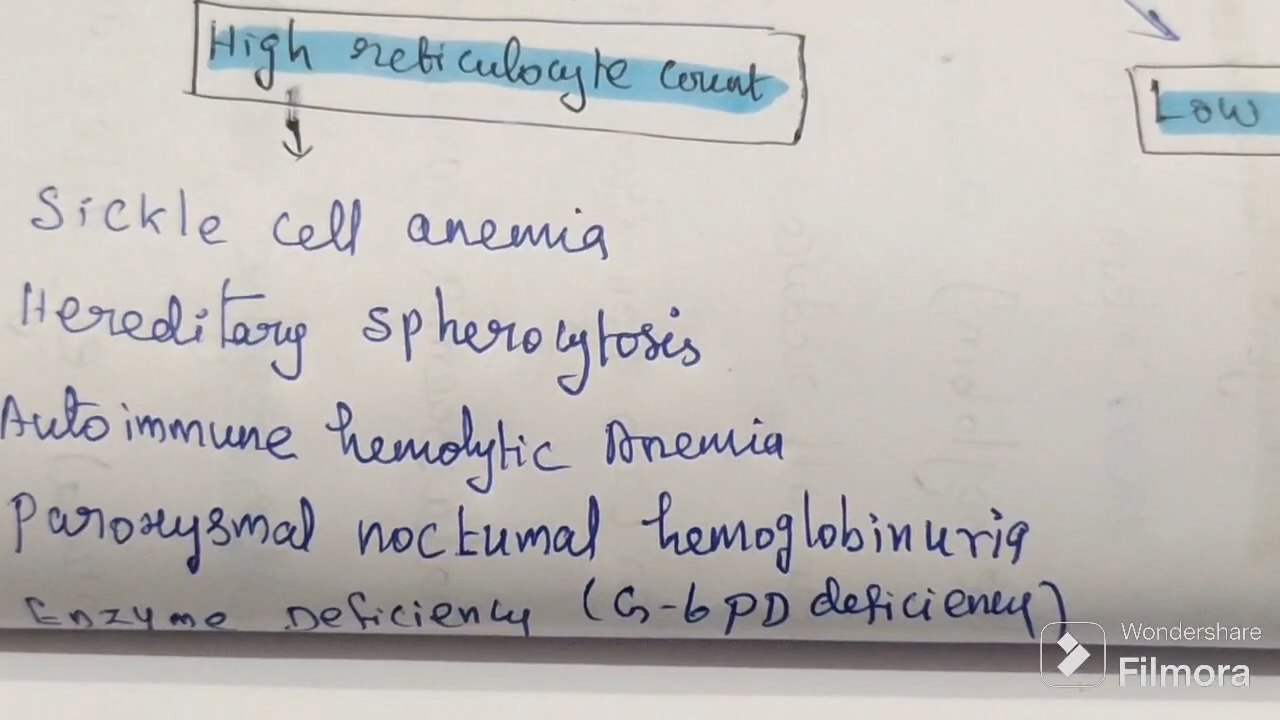 High reticulocyte count
Low
Sickle cell anemia
Hereditary spherocytosis
Autoimmune hemolytic Anemia
Paroxysmal nocturnal hemoglobinuria
Enzyme Deficiency (G-6PD deficiency)
Wondershare
Filmora